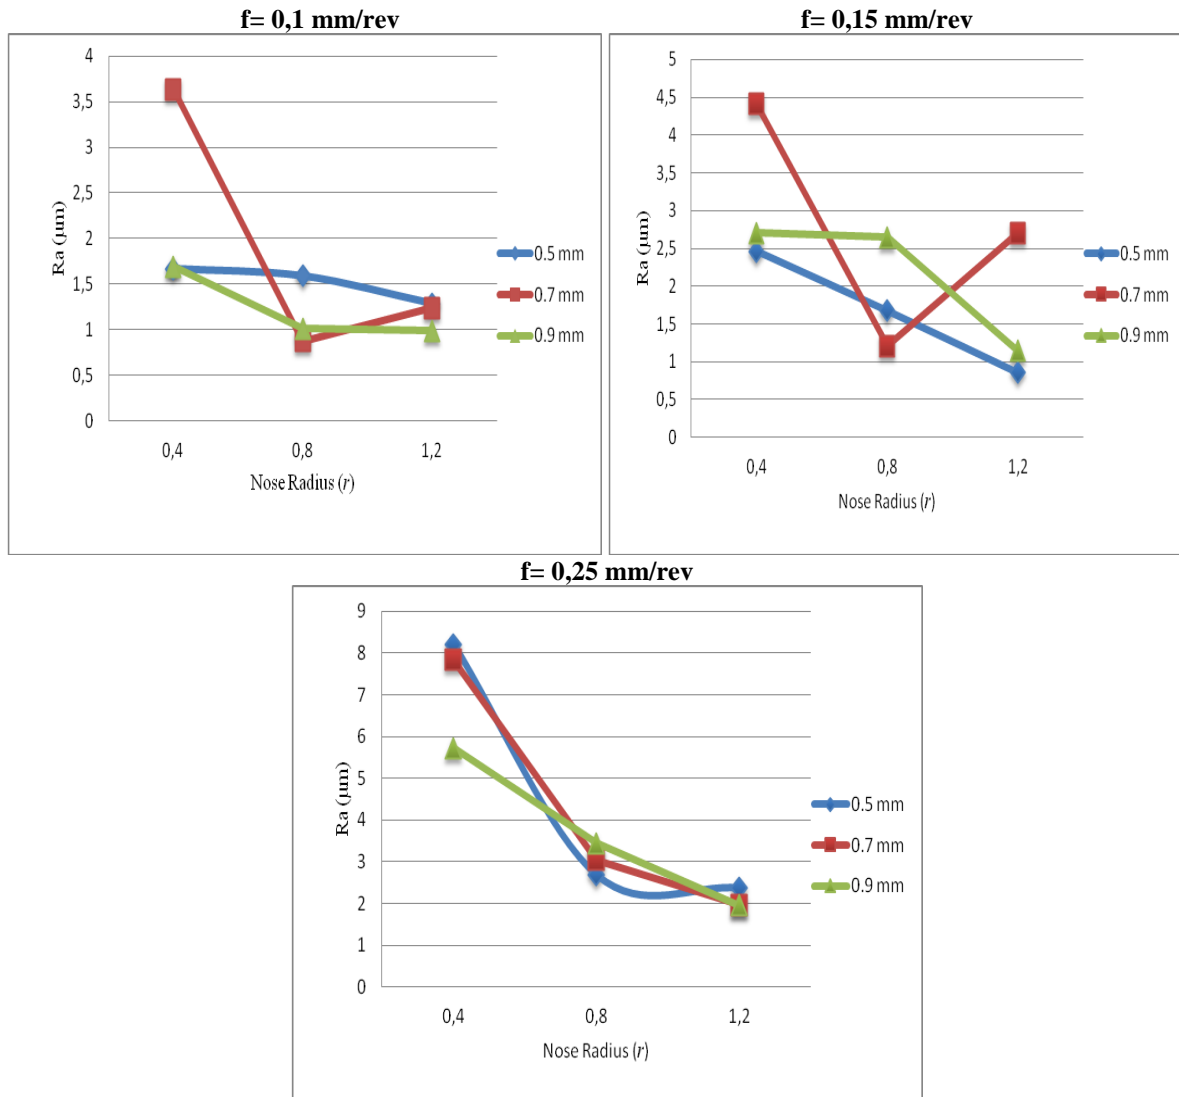 f= 0,1 mm/rev
4
3,5
3
2,5
2
1,5
1
0,5
0
Ra (µm)
0,4 0,8 1,2
Nose Radius (r)
0.5 mm
0.7 mm
0.9 mm
f= 0,15 mm/rev
5
4,5
4
3,5
3
2,5
2
1,5
1
0,5
0
Ra (µm)
0,4 0,8 1,2
Nose Radius (r)
0.5 mm
0.7 mm
0.9 mm
f= 0,25 mm/rev
9
8
7
6
5
4
3
2
1
0
Ra (µm)
0,4 0,8 1,2
Nose Radius (r)
0.5 mm
0.7 mm
0.9 mm